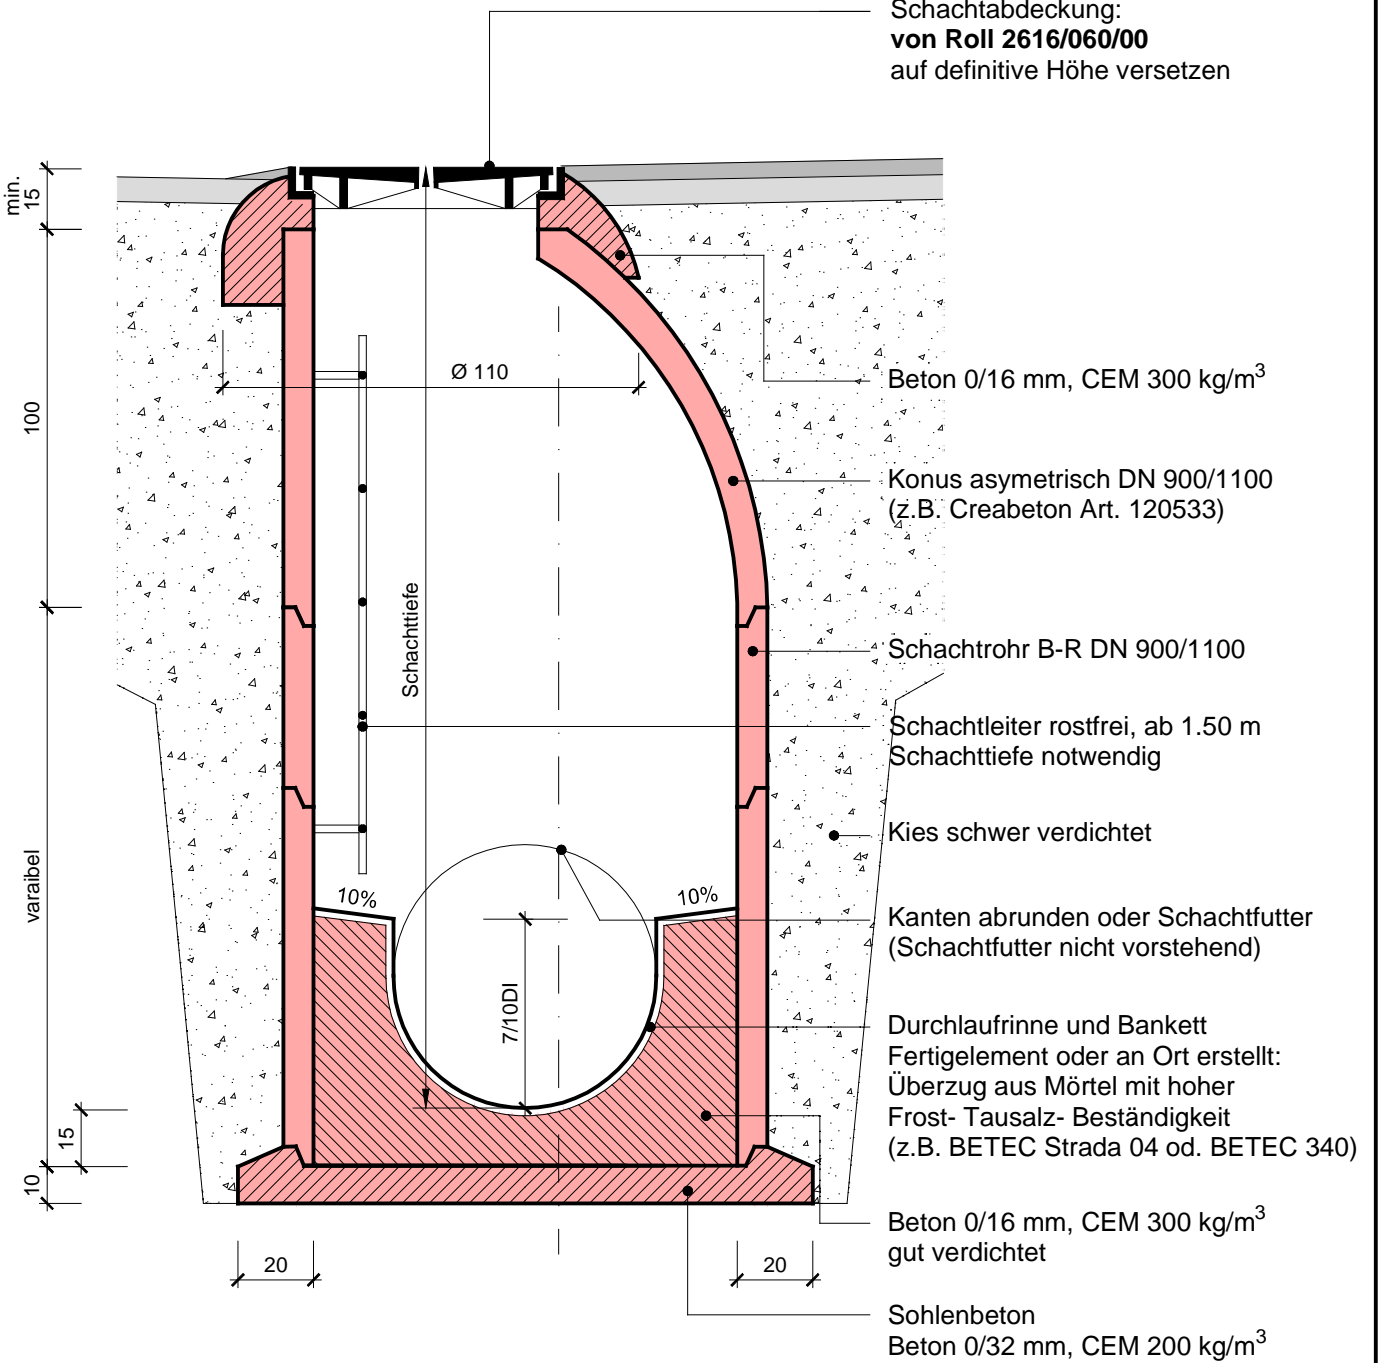 Schachtabdeckung:
von Roll 2616/060/00
auf definitive Höhe versetzen
min.
15
100
Ø 110
Beton 0/16 mm, CEM 300 kg/m³
Konus asymetrisch DN 900/1100
(z.B. Creabeton Art. 120533)
Schachttiefe
Schachtrohr B-R DN 900/1100
Schachtleiter rostfrei, ab 1.50 m
Schachttiefe notwendig
Kies schwer verdichtet
varaibel
10%
10%
Kanten abrunden oder Schachtfutter
(Schachtfutter nicht vorstehend)
7/10DI
Durchlaufrinne und Bankett
Fertigelement oder an Ort erstellt:
Überzug aus Mörtel mit hoher
Frost- Tausalz- Beständigkeit
(z.B. BETEC Strada 04 od. BETEC 340)
15
10
Beton 0/16 mm, CEM 300 kg/m³
gut verdichtet
20
20
Sohlenbeton
Beton 0/32 mm, CEM 200 kg/m³